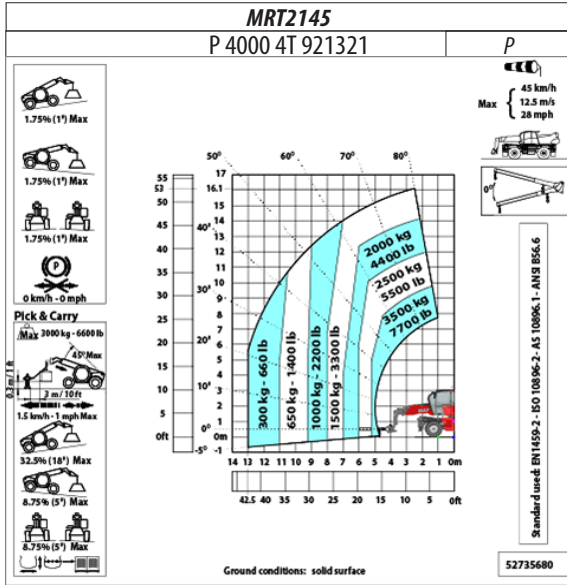 MRT2145
P 4000 4T 921321
P
1.75% (1°) Max
1.75% (1°) Max
1.75% (1°) Max
P
0 km/h - 0 mph
Pick & Carry
Max 3000 kg - 6600 lb
45° Max
0.3 m / 1 ft
3 m / 10 ft
1.5 km/h - 1 mph Max
32.5% (18°) Max
8.75% (5°) Max
8.75% (5°) Max
Max
45 km/h
12.5 m/s
28 mph
0°
50° 60° 70° 80°
40°
30°
20°
10°
0°
-5°
55
53
50
45
40
35
30
25
20
15
10
5
0ft
17
16.1
15
14
13
12
11
10
9
8
7
6
5
4
3
2
1
0m
-1
2000 kg
4400 lb
2500 kg
5500 lb
3500 kg
7700 lb
300 kg - 660 lb
650 kg - 1400 lb
1000 kg - 2200 lb
1500 kg - 3300 lb
14 13 12 11 10 9 8 7 6 5 4 3 2 1 0m
42.5 40 35 30 25 20 15 10 5 0ft
Ground conditions: solid surface
Standard used: EN1459-2 - ISO 10896-2 - AS 10896.1 - ANSI B56.6
52735680